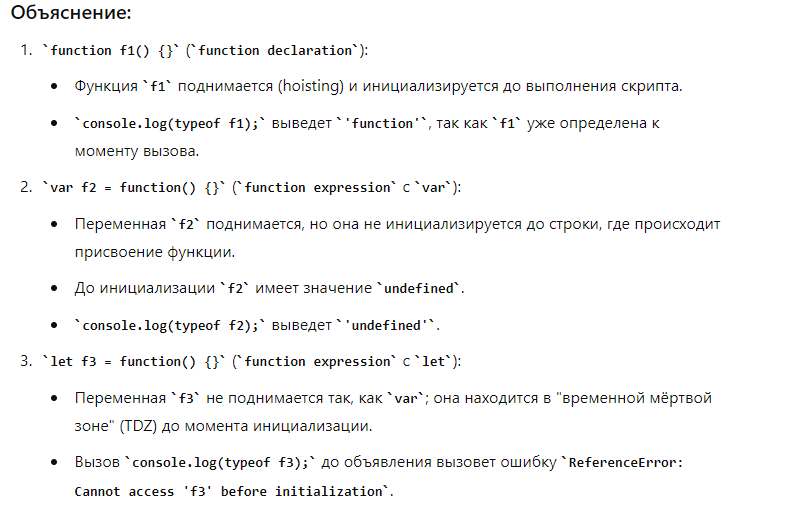 Объяснение:
1. `function f1() {}` (`function declaration`):
• Функция `f1` поднимается (hoisting) и инициализируется до выполнения скрипта.
• `console.log(typeof f1);` выведет `'function'`, так как `f1` уже определена к
моменту вызова.
2. `var f2 = function() {}` (`function expression` с `var`):
• Переменная `f2` поднимается, но она не инициализируется до строки, где происходит
присвоение функции.
• До инициализации `f2` имеет значение `undefined`.
• `console.log(typeof f2);` выведет `'undefined'`.
3. `let f3 = function() {}` (`function expression` с `let`):
• Переменная `f3` не поднимается так, как `var`; она находится в "временной мёртвой
зоне" (TDZ) до момента инициализации.
• Вызов `console.log(typeof f3);` до объявления вызовет ошибку `ReferenceError:
Cannot access 'f3' before initialization`.